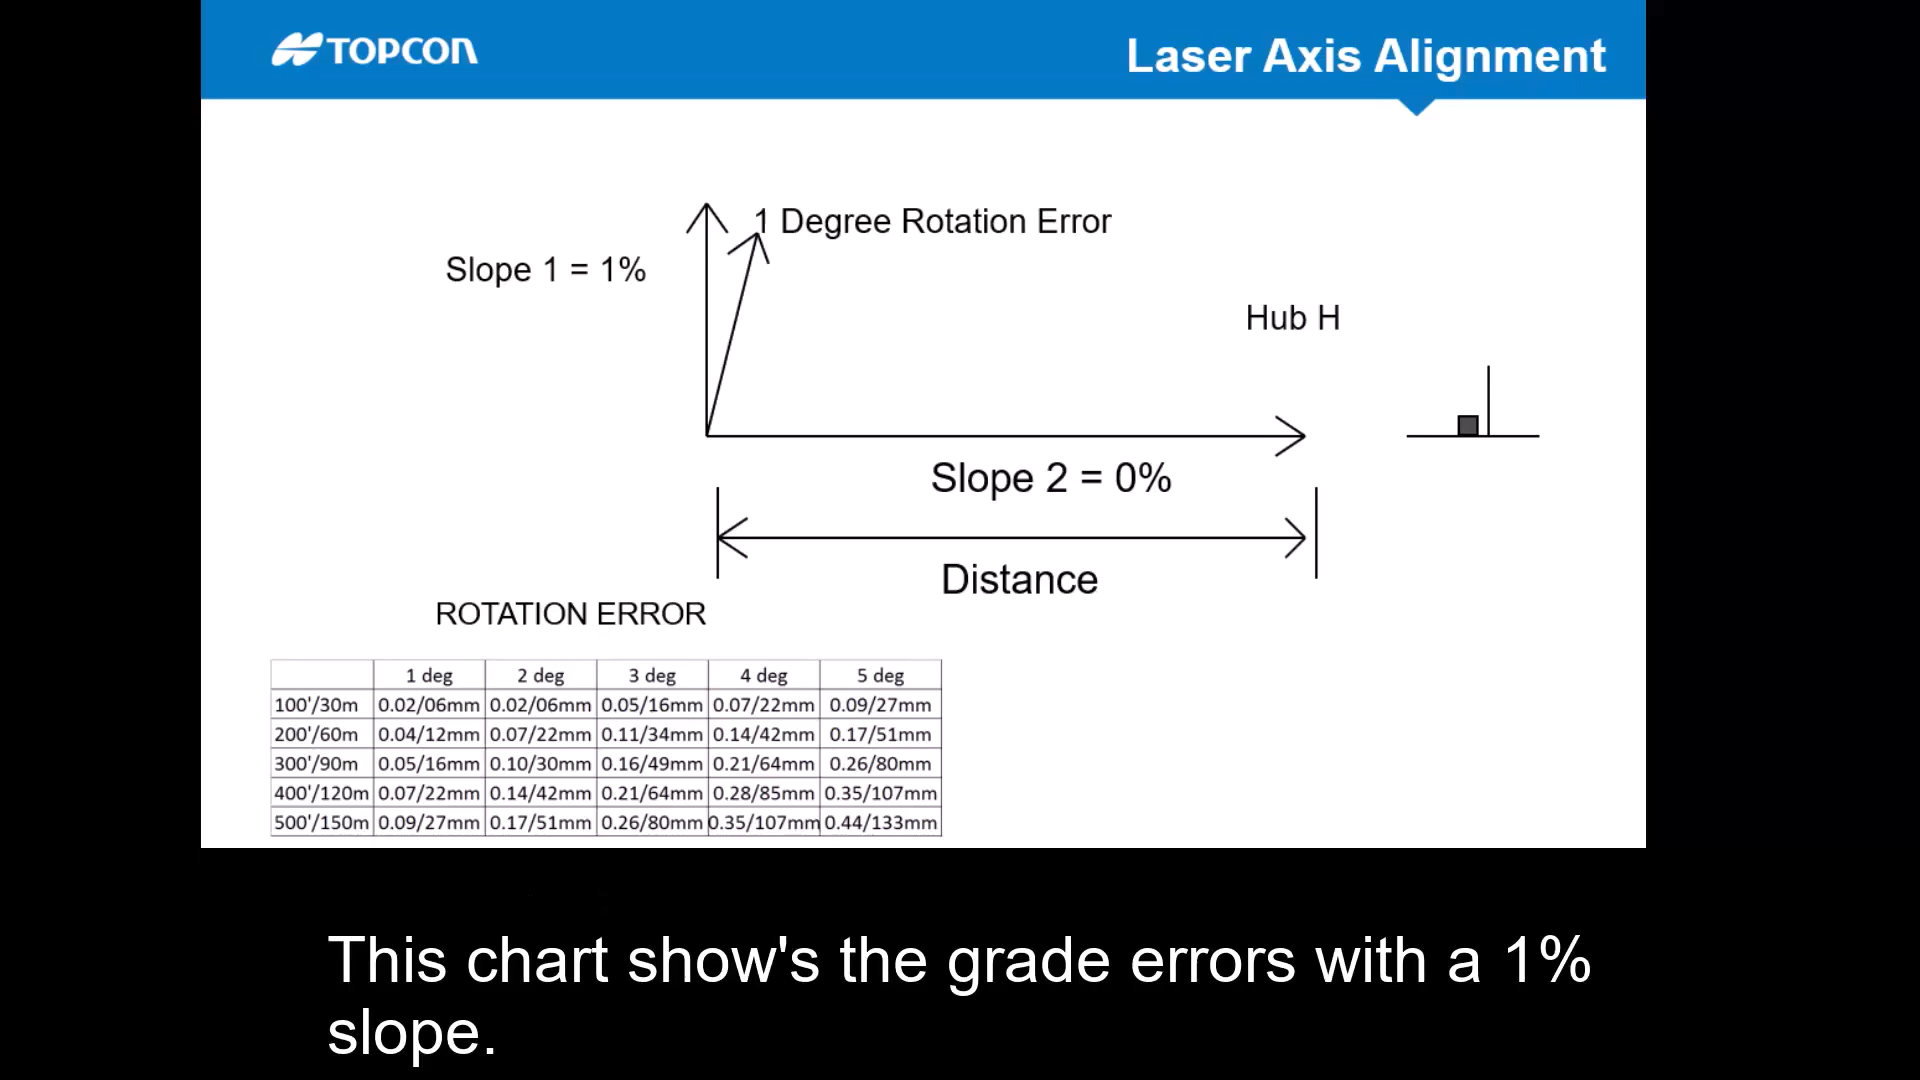 TOPCON
Laser Axis Alignment
1 Degree Rotation Error
Slope 1 = 1%
Hub H
Slope 2 = 0%
Distance
ROTATION ERROR
1 deg 2 deg 3 deg 4 deg 5 deg
100'/30m 0.02/06mm 0.02/06mm 0.05/16mm 0.07/22mm 0.09/27mm
200'/60m 0.04/12mm 0.07/22mm 0.11/34mm 0.14/42mm 0.17/51mm
300'/90m 0.05/16mm 0.10/30mm 0.16/49mm 0.21/64mm 0.26/80mm
400'/120m 0.07/22mm 0.14/42mm 0.21/64mm 0.28/85mm 0.35/107mm
500'/150m 0.09/27mm 0.17/51mm 0.26/80mm 0.35/107mm 0.44/133mm
This chart show's the grade errors with a 1%
slope.